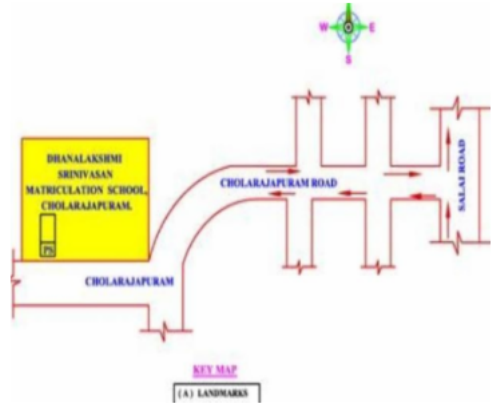 W E
S
DHANALAKSHMI
SRINIVASAN
MATRICULATION SCHOOL,
CHOLARAJAPURAM.
PS
CHOLARAJAPURAM ROAD
SALAI ROAD
CHOLARAJAPURAM
KEY MAP
(A) LANDMARKS